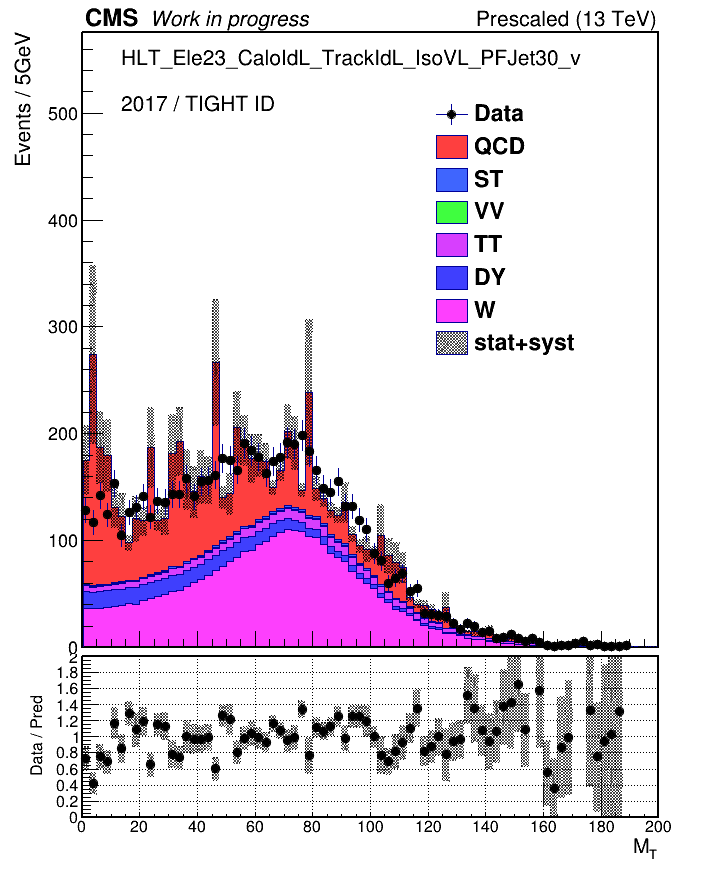 CMS Work in progress Prescaled (13 TeV)
HLT_Ele23_CaloIdL_TrackIdL_IsoVL_PFJet30_v
2017 / TIGHT ID
Events / 5GeV
500
400
300
200
100
0
Data
QCD
ST
VV
TT
DY
W
stat+syst
Data / Pred
2
1.8
1.6
1.4
1.2
1
0.8
0.6
0.4
0.2
0
0 20 40 60 80 100 120 140 160 180 200
M_T